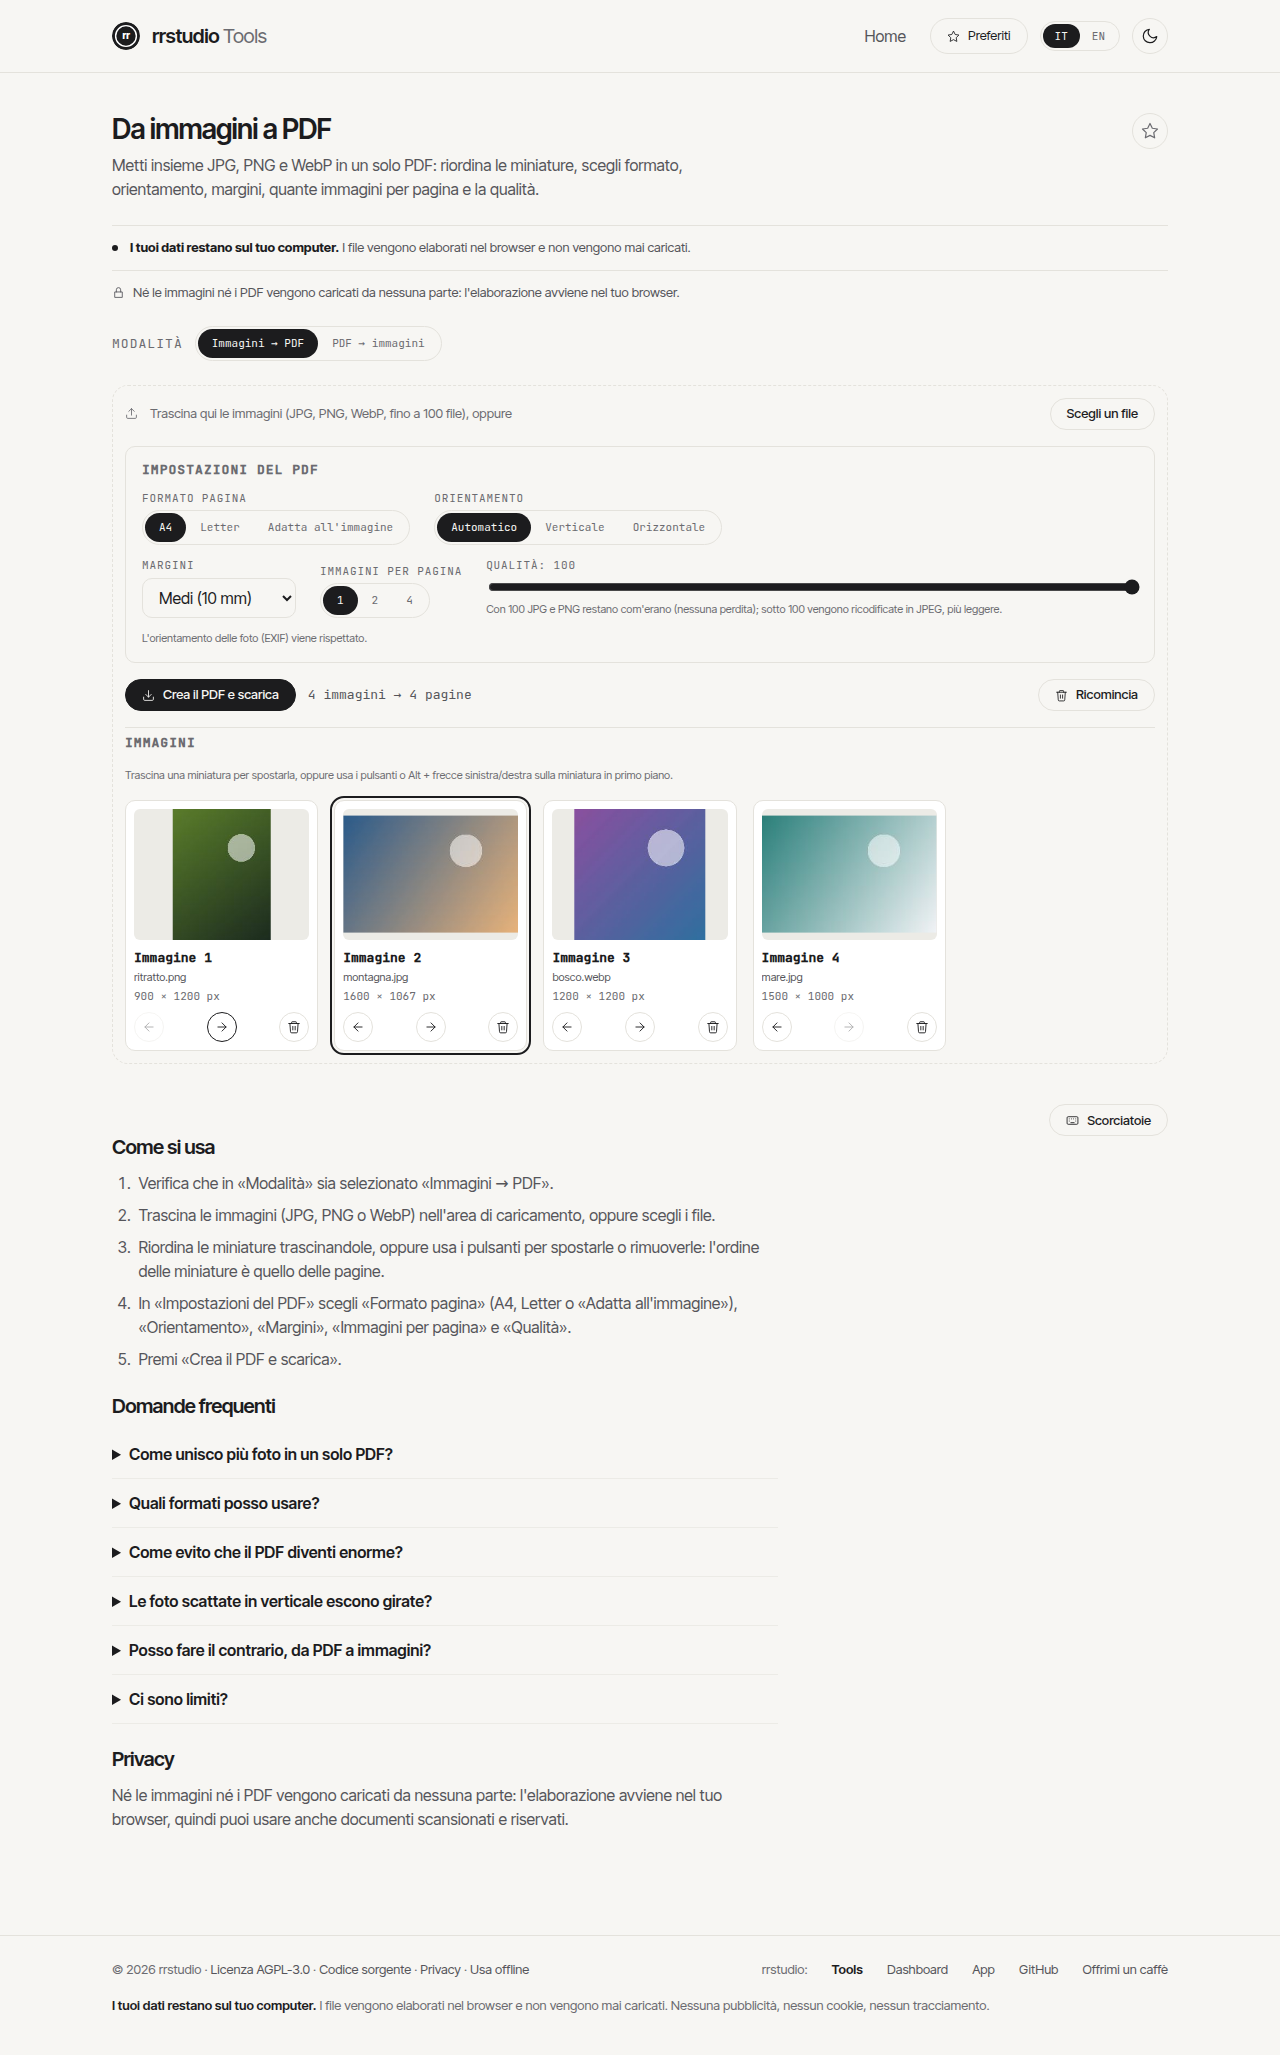 rr rrstudio Tools
Home
Preferiti
IT EN
Da immagini a PDF
Metti insieme JPG, PNG e WebP in un solo PDF: riordina le miniature, scegli formato,
orientamento, margini, quante immagini per pagina e la qualità.
I tuoi dati restano sul tuo computer. I file vengono elaborati nel browser e non vengono mai caricati.
Né le immagini né i PDF vengono caricati da nessuna parte: l'elaborazione avviene nel tuo browser.
MODALITÀ Immagini → PDF PDF → immagini
Trascina qui le immagini (JPG, PNG, WebP, fino a 100 file), oppure
Scegli un file
IMPOSTAZIONI DEL PDF
FORMATO PAGINA
A4 Letter Adatta all'immagine
ORIENTAMENTO
Automatico Verticale Orizzontale
MARGINI
Medi (10 mm)
IMMAGINI PER PAGINA
1 2 4
QUALITÀ: 100
Con 100 JPG e PNG restano com'erano (nessuna perdita); sotto 100 vengono ricodificate in JPEG, più leggere.
L'orientamento delle foto (EXIF) viene rispettato.
Crea il PDF e scarica
4 immagini → 4 pagine
Ricomincia
IMMAGINI
Trascina una miniatura per spostarla, oppure usa i pulsanti o Alt + frecce sinistra/destra sulla miniatura in primo piano.
Immagine 1
ritratto.png
900 × 1200 px
Immagine 2
montagna.jpg
1600 × 1067 px
Immagine 3
bosco.webp
1200 × 1200 px
Immagine 4
mare.jpg
1500 × 1000 px
Scorciatoie
Come si usa
1. Verifica che in «Modalità» sia selezionato «Immagini → PDF».
2. Trascina le immagini (JPG, PNG o WebP) nell'area di caricamento, oppure scegli i file.
3. Riordina le miniature trascinandole, oppure usa i pulsanti per spostarle o rimuoverle: l'ordine
delle miniature è quello delle pagine.
4. In «Impostazioni del PDF» scegli «Formato pagina» (A4, Letter o «Adatta all'immagine»),
«Orientamento», «Margini», «Immagini per pagina» e «Qualità».
5. Premi «Crea il PDF e scarica».
Domande frequenti
Come unisco più foto in un solo PDF?
Quali formati posso usare?
Come evito che il PDF diventi enorme?
Le foto scattate in verticale escono girate?
Posso fare il contrario, da PDF a immagini?
Ci sono limiti?
Privacy
Né le immagini né i PDF vengono caricati da nessuna parte: l'elaborazione avviene nel tuo
browser, quindi puoi usare anche documenti scansionati e riservati.
© 2026 rrstudio · Licenza AGPL-3.0 · Codice sorgente · Privacy · Usa offline
rrstudio: Tools Dashboard App GitHub Offrimi un caffè
I tuoi dati restano sul tuo computer. I file vengono elaborati nel browser e non vengono mai caricati. Nessuna pubblicità, nessun cookie, nessun tracciamento.